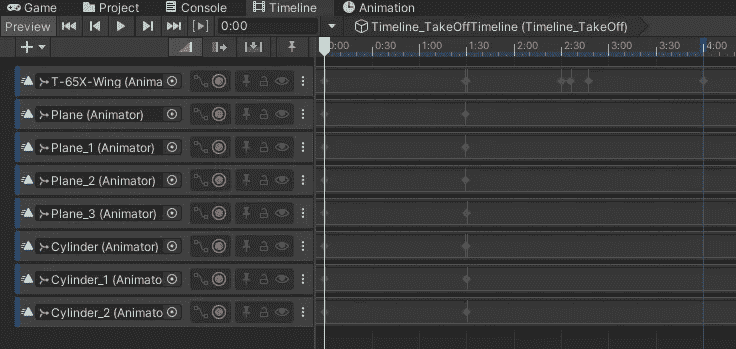 Game Project Console Timeline Animation
Preview 0:00 Timeline_TakeOffTimeline (Timeline_TakeOff)
0:00 0:30 1:00 1:30 2:00 2:30 3:00 3:30 4:00
T-65X-Wing (Anima
Plane (Animator)
Plane_1 (Animator)
Plane_2 (Animator)
Plane_3 (Animator)
Cylinder (Animator)
Cylinder_1 (Animato
Cylinder_2 (Animato